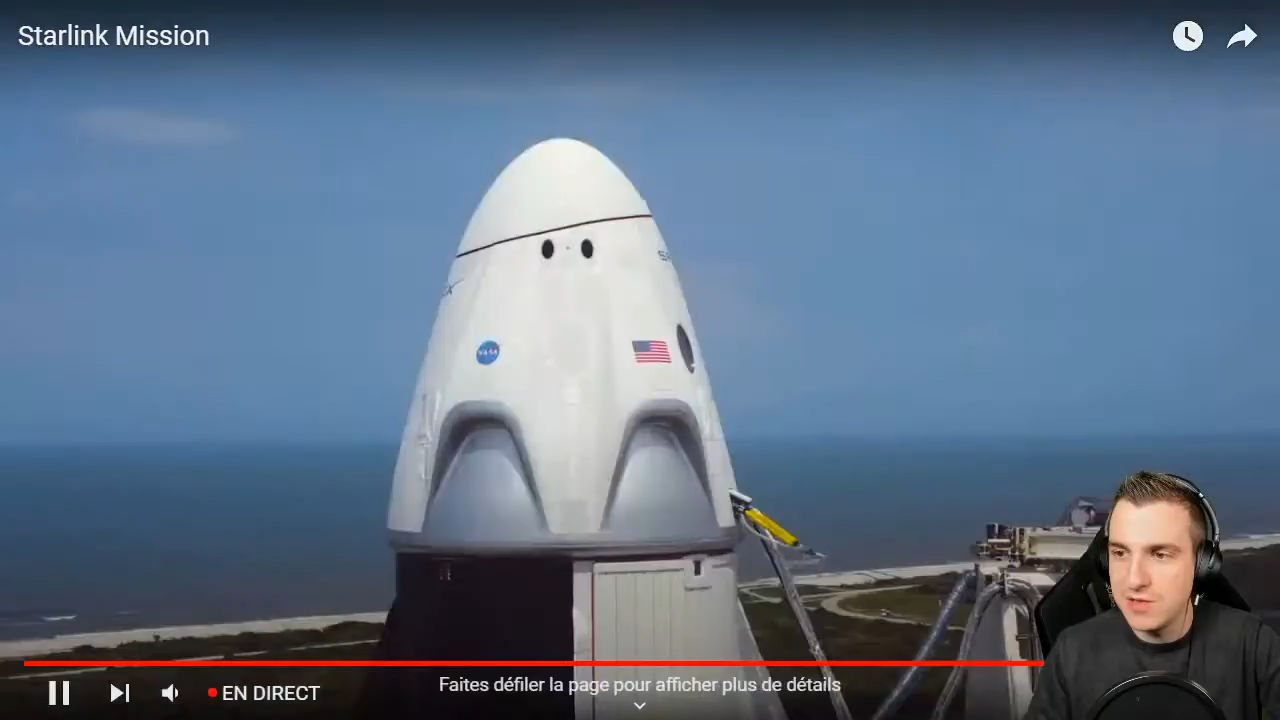 Starlink Mission
NASA
EN DIRECT
Faites défiler la page pour afficher plus de détails